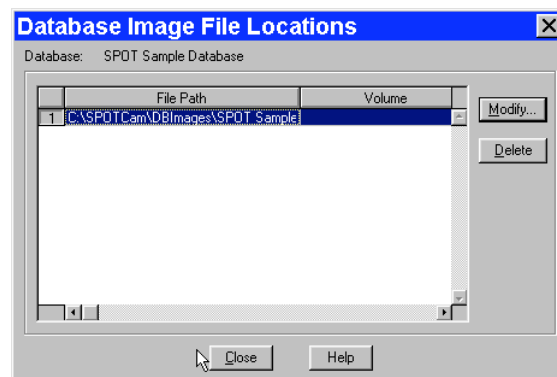 Database Image File Locations
Database: SPOT Sample Database
File Path Volume
1 C:\SPOTCam\DBImages\SPOT Sample
Modify...
Delete
Close Help